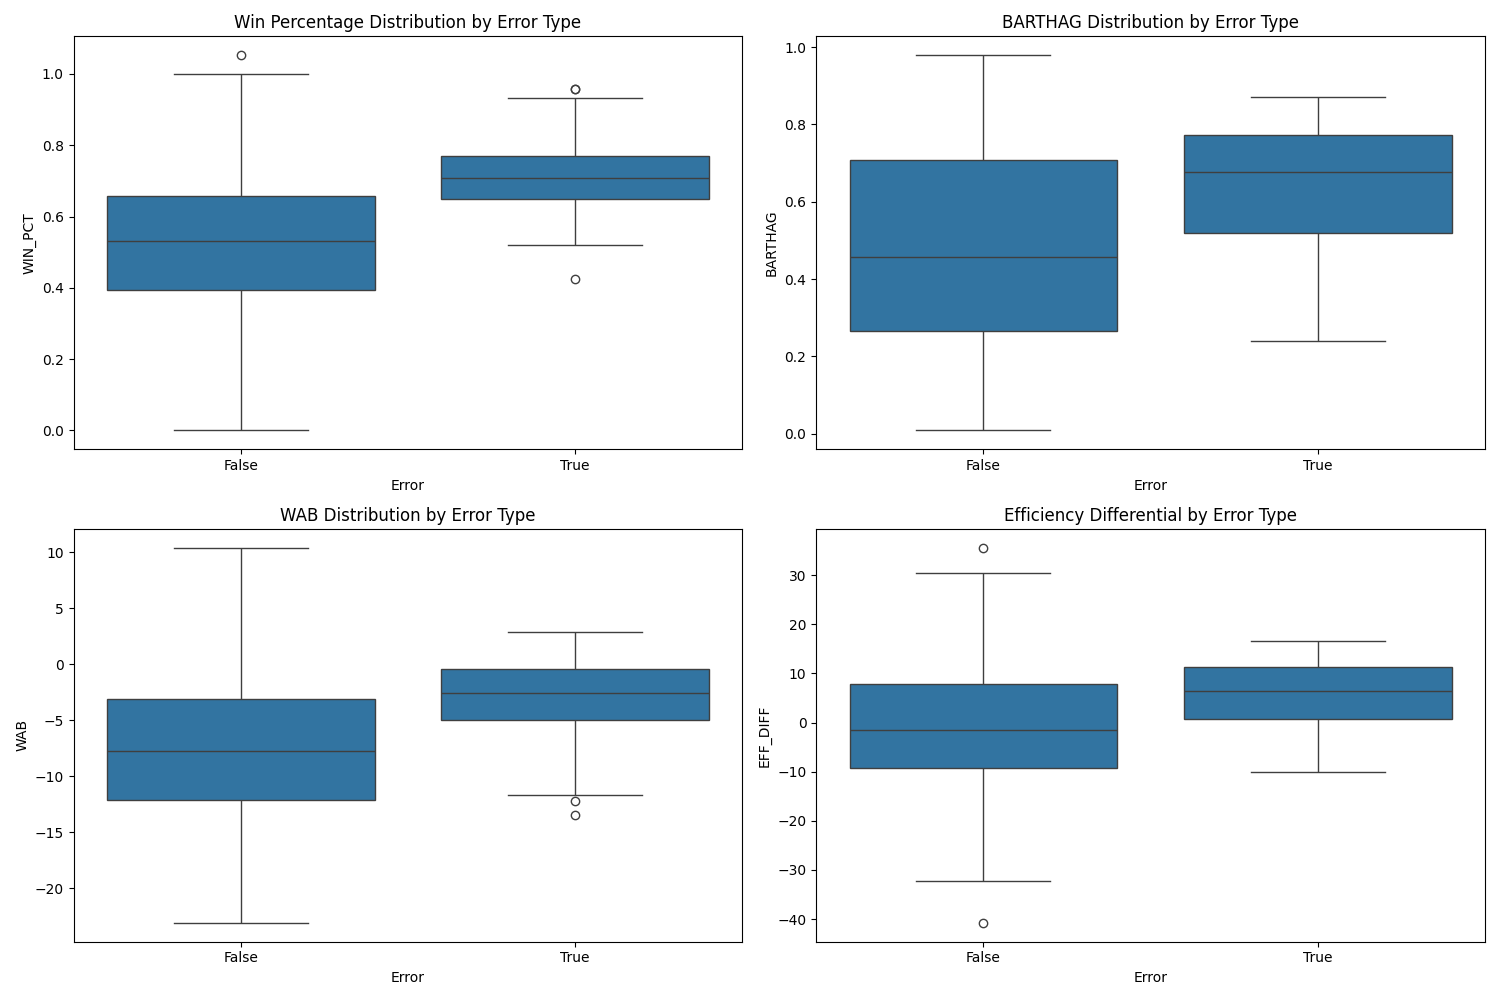 Win Percentage Distribution by Error Type
WIN_PCT
1.0
0.8
0.6
0.4
0.2
0.0
False
True
Error
BARTHAG Distribution by Error Type
BARTHAG
1.0
0.8
0.6
0.4
0.2
0.0
False
True
Error
WAB Distribution by Error Type
WAB
10
5
0
−5
−10
−15
−20
False
True
Error
Efficiency Differential by Error Type
EFF_DIFF
30
20
10
0
−10
−20
−30
−40
False
True
Error